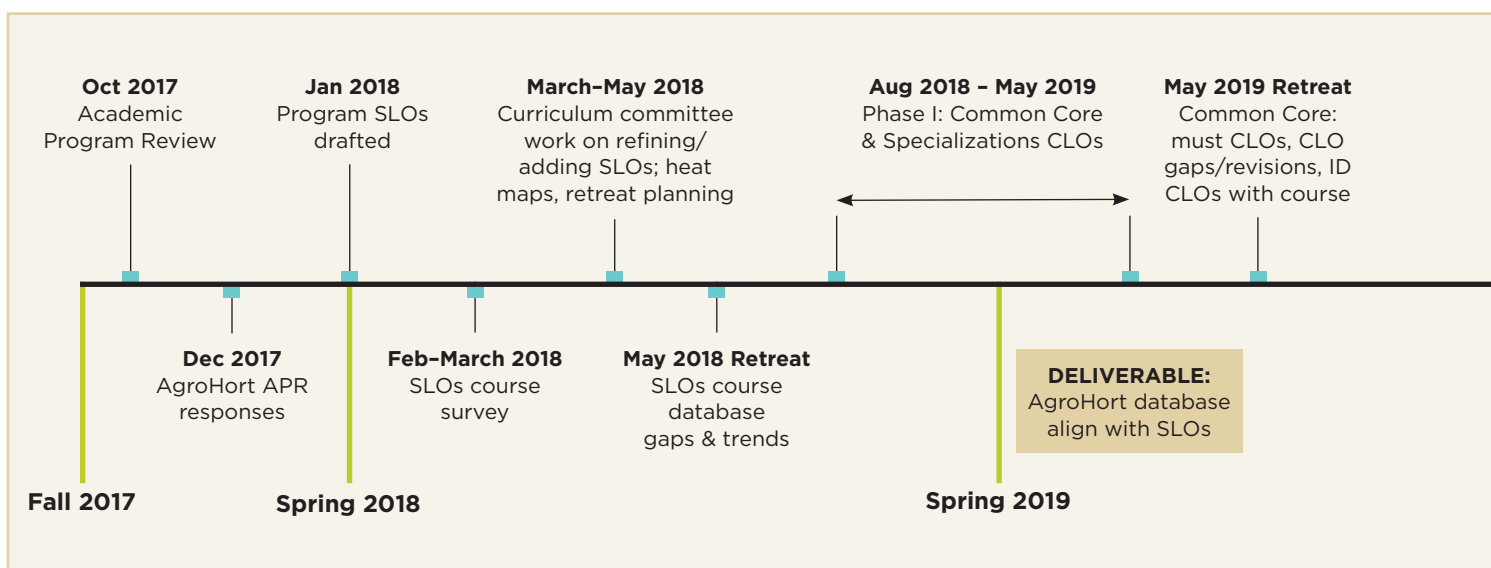 Oct 2017
Academic
Program Review
Jan 2018
Program SLOs
drafted
March–May 2018
Curriculum committee
work on refining/
adding SLOs; heat
maps, retreat planning
Aug 2018 – May 2019
Phase I: Common Core
& Specializations CLOs
May 2019 Retreat
Common Core:
must CLOs, CLO
gaps/revisions, ID
CLOs with course
Dec 2017
AgroHort APR
responses
Feb–March 2018
SLOs course
survey
May 2018 Retreat
SLOs course
database
gaps & trends
DELIVERABLE:
AgroHort database
align with SLOs
Fall 2017
Spring 2018
Spring 2019